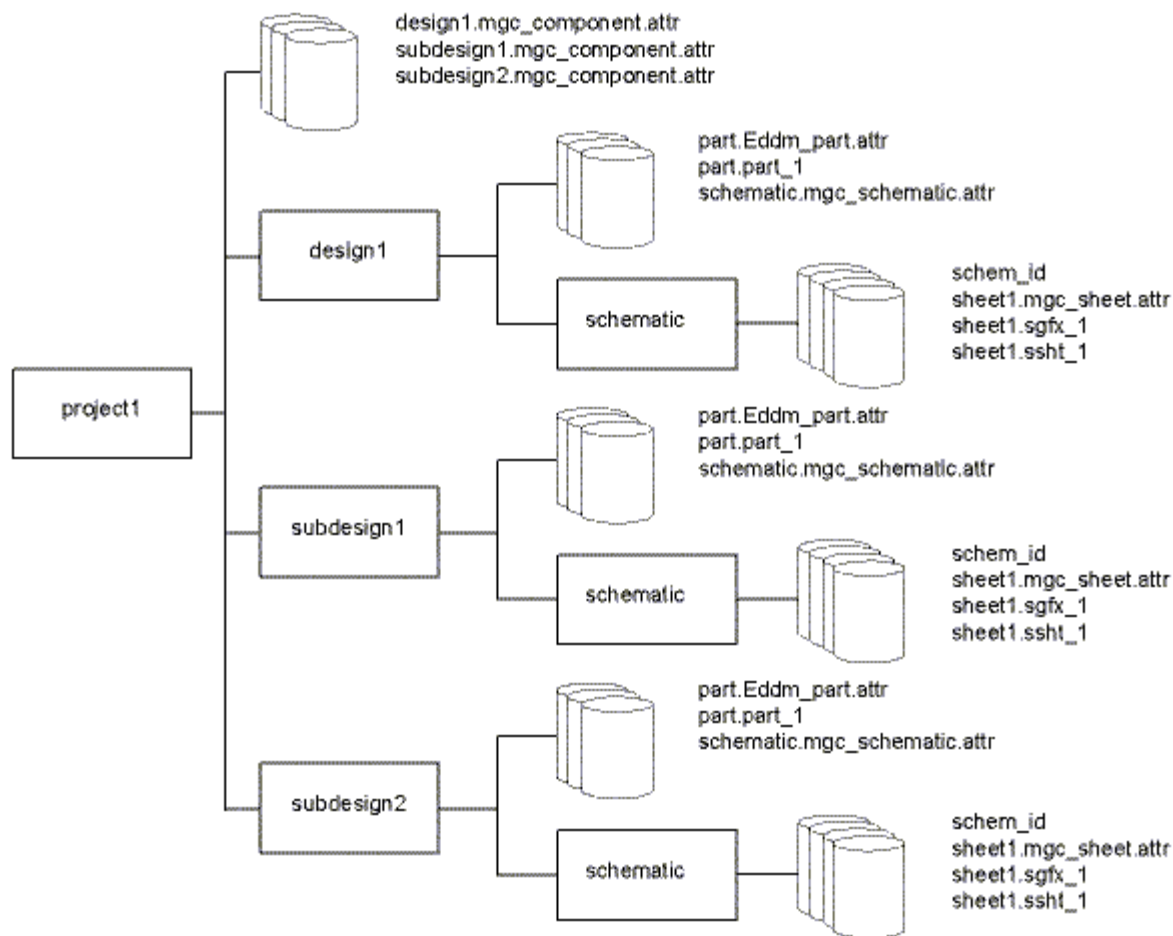 design1.mgc_component.attr
subdesign1.mgc_component.attr
subdesign2.mgc_component.attr
part.Eddm_part.attr
part.part_1
schematic.mgc_schematic.attr
design1
schem_id
sheet1.mgc_sheet.attr
sheet1.sgfx_1
sheet1.ssht_1
schematic
project1
part.Eddm_part.attr
part.part_1
schematic.mgc_schematic.attr
subdesign1
schem_id
sheet1.mgc_sheet.attr
sheet1.sgfx_1
sheet1.ssht_1
schematic
part.Eddm_part.attr
part.part_1
schematic.mgc_schematic.attr
subdesign2
schem_id
sheet1.mgc_sheet.attr
sheet1.sgfx_1
sheet1.ssht_1
schematic